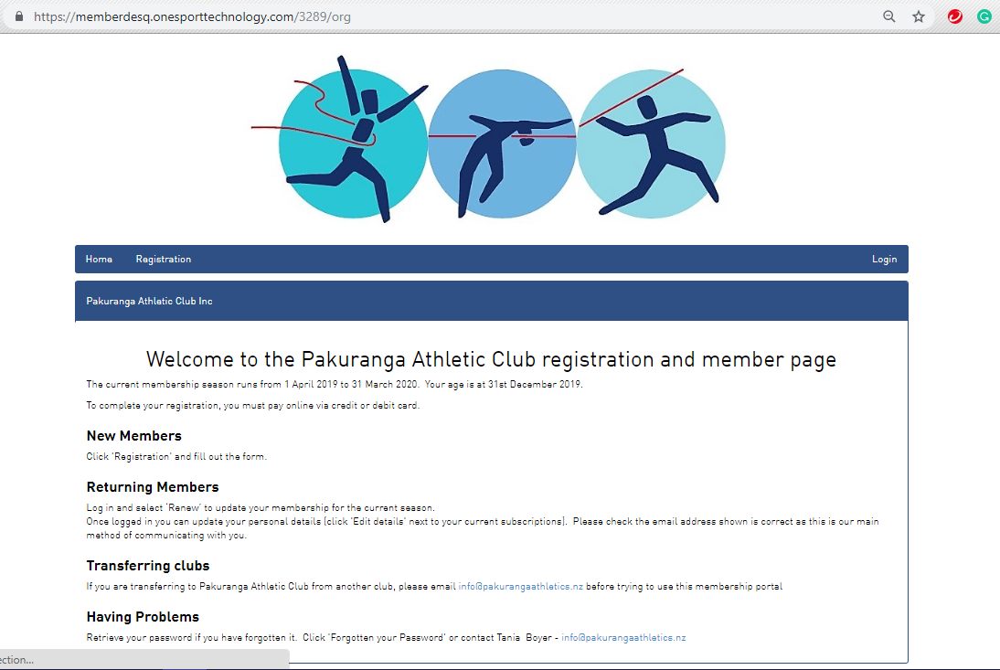 https://memberdesq.onesporttechnology.com/3289/org
Home Registration Login
Pakuranga Athletic Club Inc
Welcome to the Pakuranga Athletic Club registration and member page
The current membership season runs from 1 April 2019 to 31 March 2020. Your age is at 31st December 2019.
To complete your registration, you must pay online via credit or debit card.
New Members
Click 'Registration' and fill out the form.
Returning Members
Log in and select 'Renew' to update your membership for the current season.
Once logged in you can update your personal details (click 'Edit details' next to your current subscriptions). Please check the email address shown is correct as this is our main
method of communicating with you.
Transferring clubs
If you are transferring to Pakuranga Athletic Club from another club, please email info@pakurangaathletics.nz before trying to use this membership portal
Having Problems
Retrieve your password if you have forgotten it. Click 'Forgotten your Password' or contact Tania Boyer - info@pakurangaathletics.nz
ection...